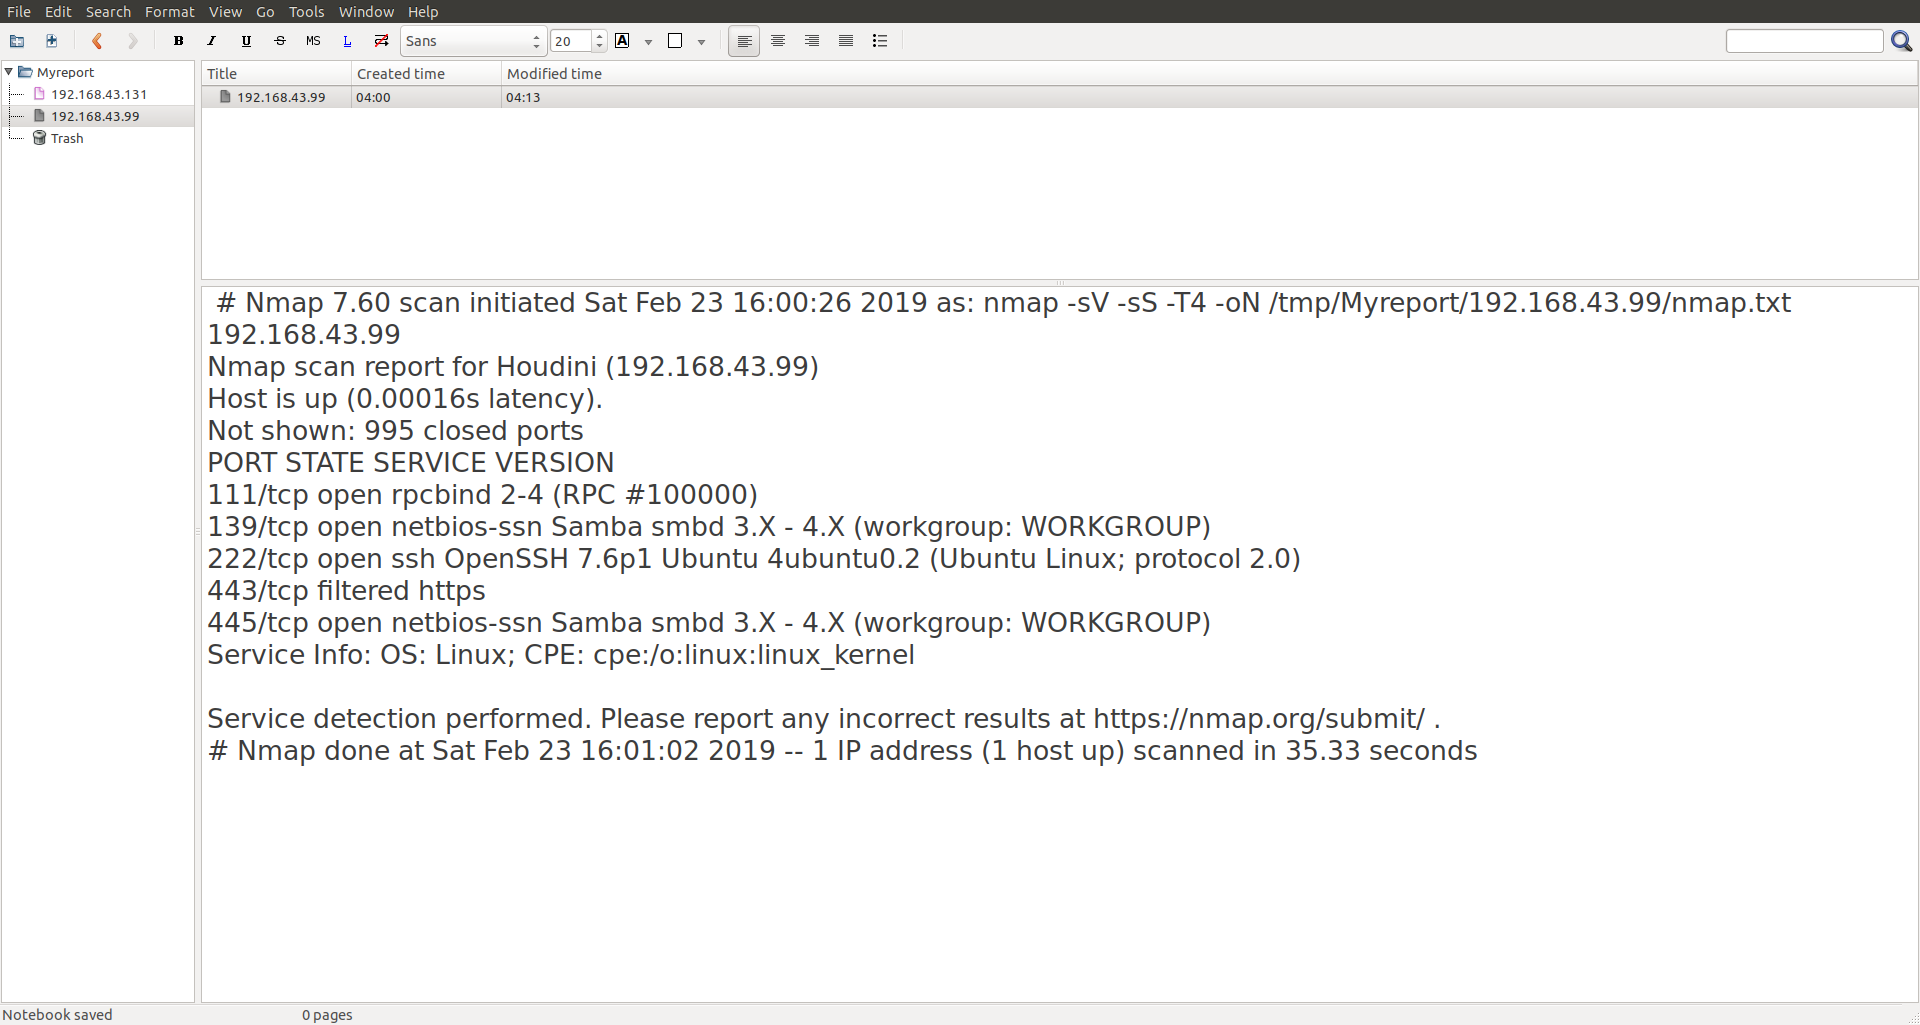 File Edit Search Format View Go Tools Window Help
B I U S MS L Sans 20 A
Myreport
192.168.43.131
192.168.43.99
Trash
Title Created time Modified time
192.168.43.99 04:00 04:13
# Nmap 7.60 scan initiated Sat Feb 23 16:00:26 2019 as: nmap -sV -sS -T4 -oN /tmp/Myreport/192.168.43.99/nmap.txt
192.168.43.99
Nmap scan report for Houdini (192.168.43.99)
Host is up (0.00016s latency).
Not shown: 995 closed ports
PORT STATE SERVICE VERSION
111/tcp open rpcbind 2-4 (RPC #100000)
139/tcp open netbios-ssn Samba smbd 3.X - 4.X (workgroup: WORKGROUP)
222/tcp open ssh OpenSSH 7.6p1 Ubuntu 4ubuntu0.2 (Ubuntu Linux; protocol 2.0)
443/tcp filtered https
445/tcp open netbios-ssn Samba smbd 3.X - 4.X (workgroup: WORKGROUP)
Service Info: OS: Linux; CPE: cpe:/o:linux:linux_kernel
Service detection performed. Please report any incorrect results at https://nmap.org/submit/ .
# Nmap done at Sat Feb 23 16:01:02 2019 -- 1 IP address (1 host up) scanned in 35.33 seconds
Notebook saved 0 pages